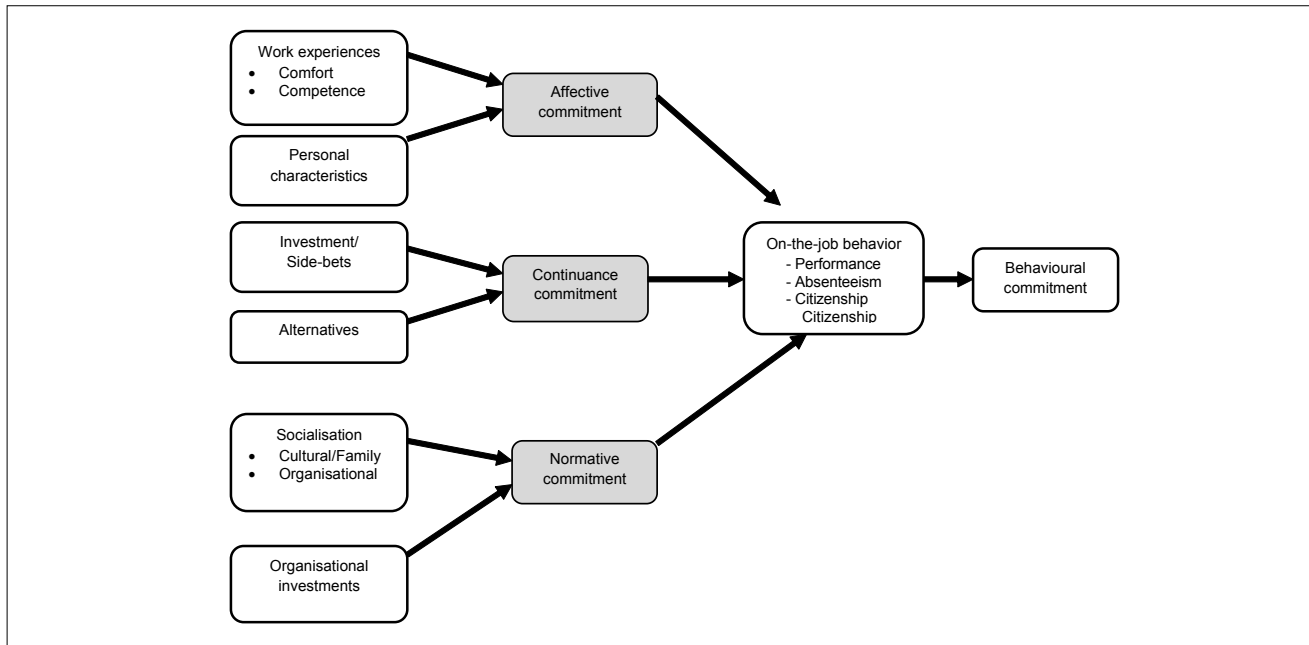 Work experiences
• Comfort
• Competence
Personal
characteristics
Affective
commitment
Investment/
Side-bets
Alternatives
Continuance
commitment
Socialisation
• Cultural/Family
• Organisational
Organisational
investments
Normative
commitment
On-the-job behavior
- Performance
- Absenteeism
- Citizenship
Citizenship
Behavioural
commitment